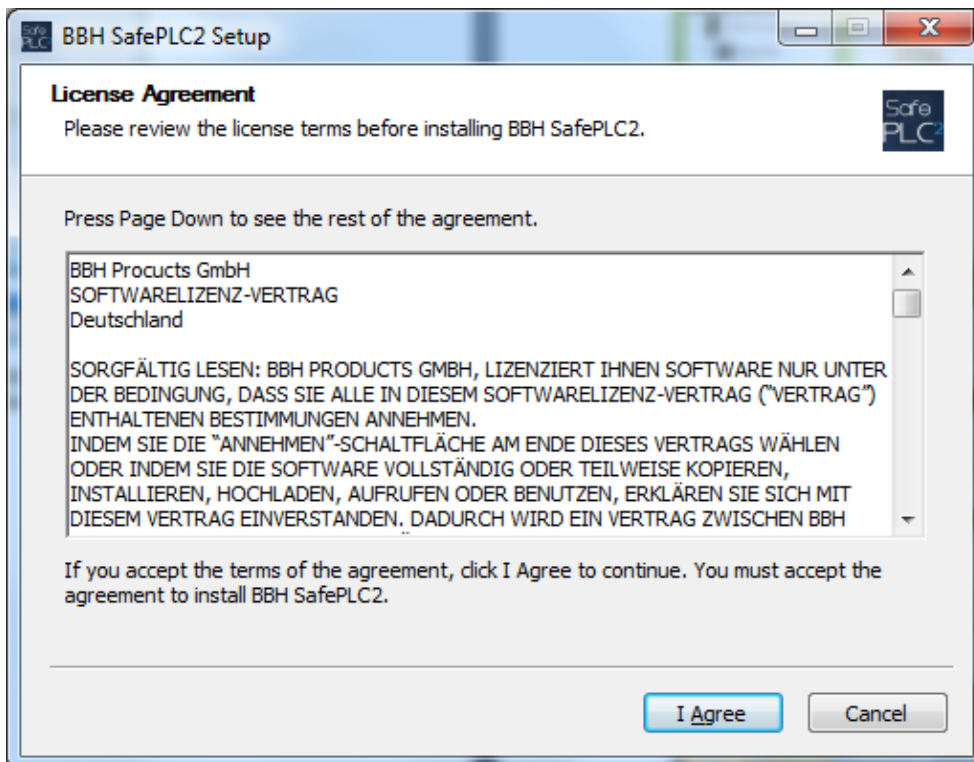 Safe
PLC
BBH SafePLC2 Setup
License Agreement
Please review the license terms before installing BBH SafePLC2.
Safe
PLC2
Press Page Down to see the rest of the agreement.
BBH Procucts GmbH
SOFTWARELIZENZ-VERTRAG
Deutschland
SORGFÄLTIG LESEN: BBH PRODUCTS GMBH, LIZENZIERT IHNEN SOFTWARE NUR UNTER
DER BEDINGUNG, DASS SIE ALLE IN DIESEM SOFTWARELIZENZ-VERTRAG (“VERTRAG”)
ENTHALTENEN BESTIMMUNGEN ANNEHMEN.
INDEM SIE DIE “ANNEHMEN”-SCHALTFLÄCHE AM ENDE DIESES VERTRAGS WÄHLEN
ODER INDEM SIE DIE SOFTWARE VOLLSTÄNDIG ODER TEILWEISE KOPIEREN,
INSTALLIEREN, HOCHLADEN, AUFRUFEN ODER BENUTZEN, ERKLÄREN SIE SICH MIT
DIESEM VERTRAG EINVERSTANDEN. DADURCH WIRD EIN VERTRAG ZWISCHEN BBH
If you accept the terms of the agreement, click I Agree to continue. You must accept the
agreement to install BBH SafePLC2.
I Agree
Cancel